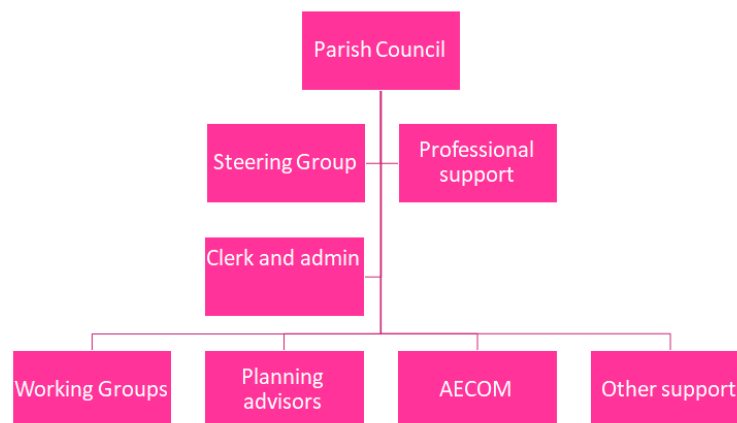 Parish Council
Steering Group
Professional
support
Clerk and admin
Working Groups
Planning
advisors
AECOM
Other support